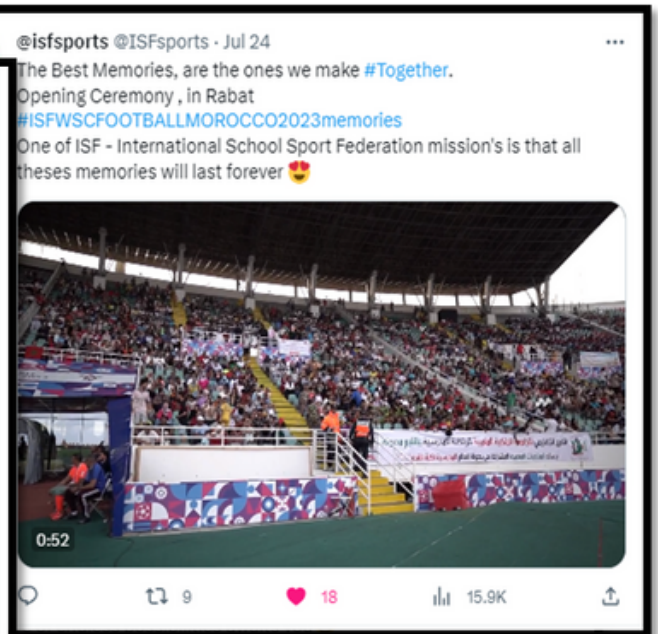 @isfsports @ISFsports · Jul 24
The Best Memories, are the ones we make #Together.
Opening Ceremony , in Rabat
#ISFWSCFOOTBALLMOROCCO2023memories
One of ISF - International School Sport Federation mission's is that all
theses memories will last forever 😍
0:52
9
18
15.9K